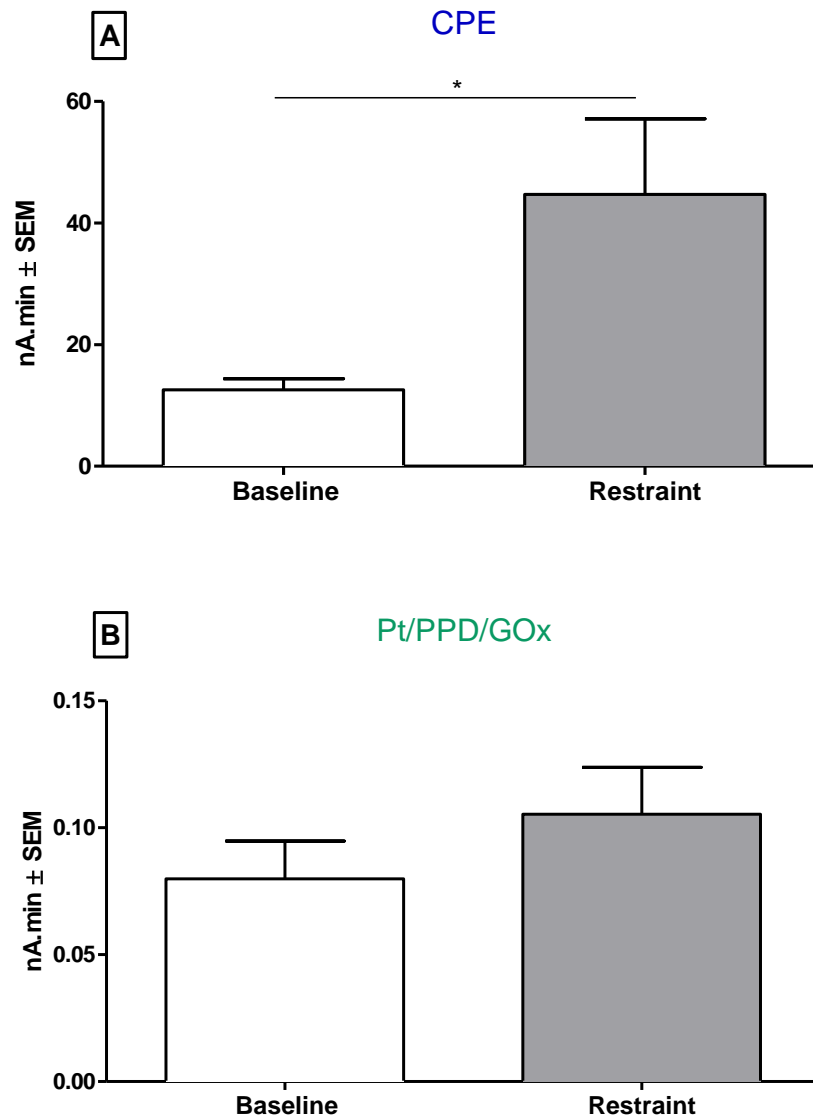 A
CPE
*
60
40
20
0
nA.min ± SEM
Baseline Restraint
B
Pt/PPD/GOx
0.15
0.10
0.05
0.00
nA.min ± SEM
Baseline Restraint